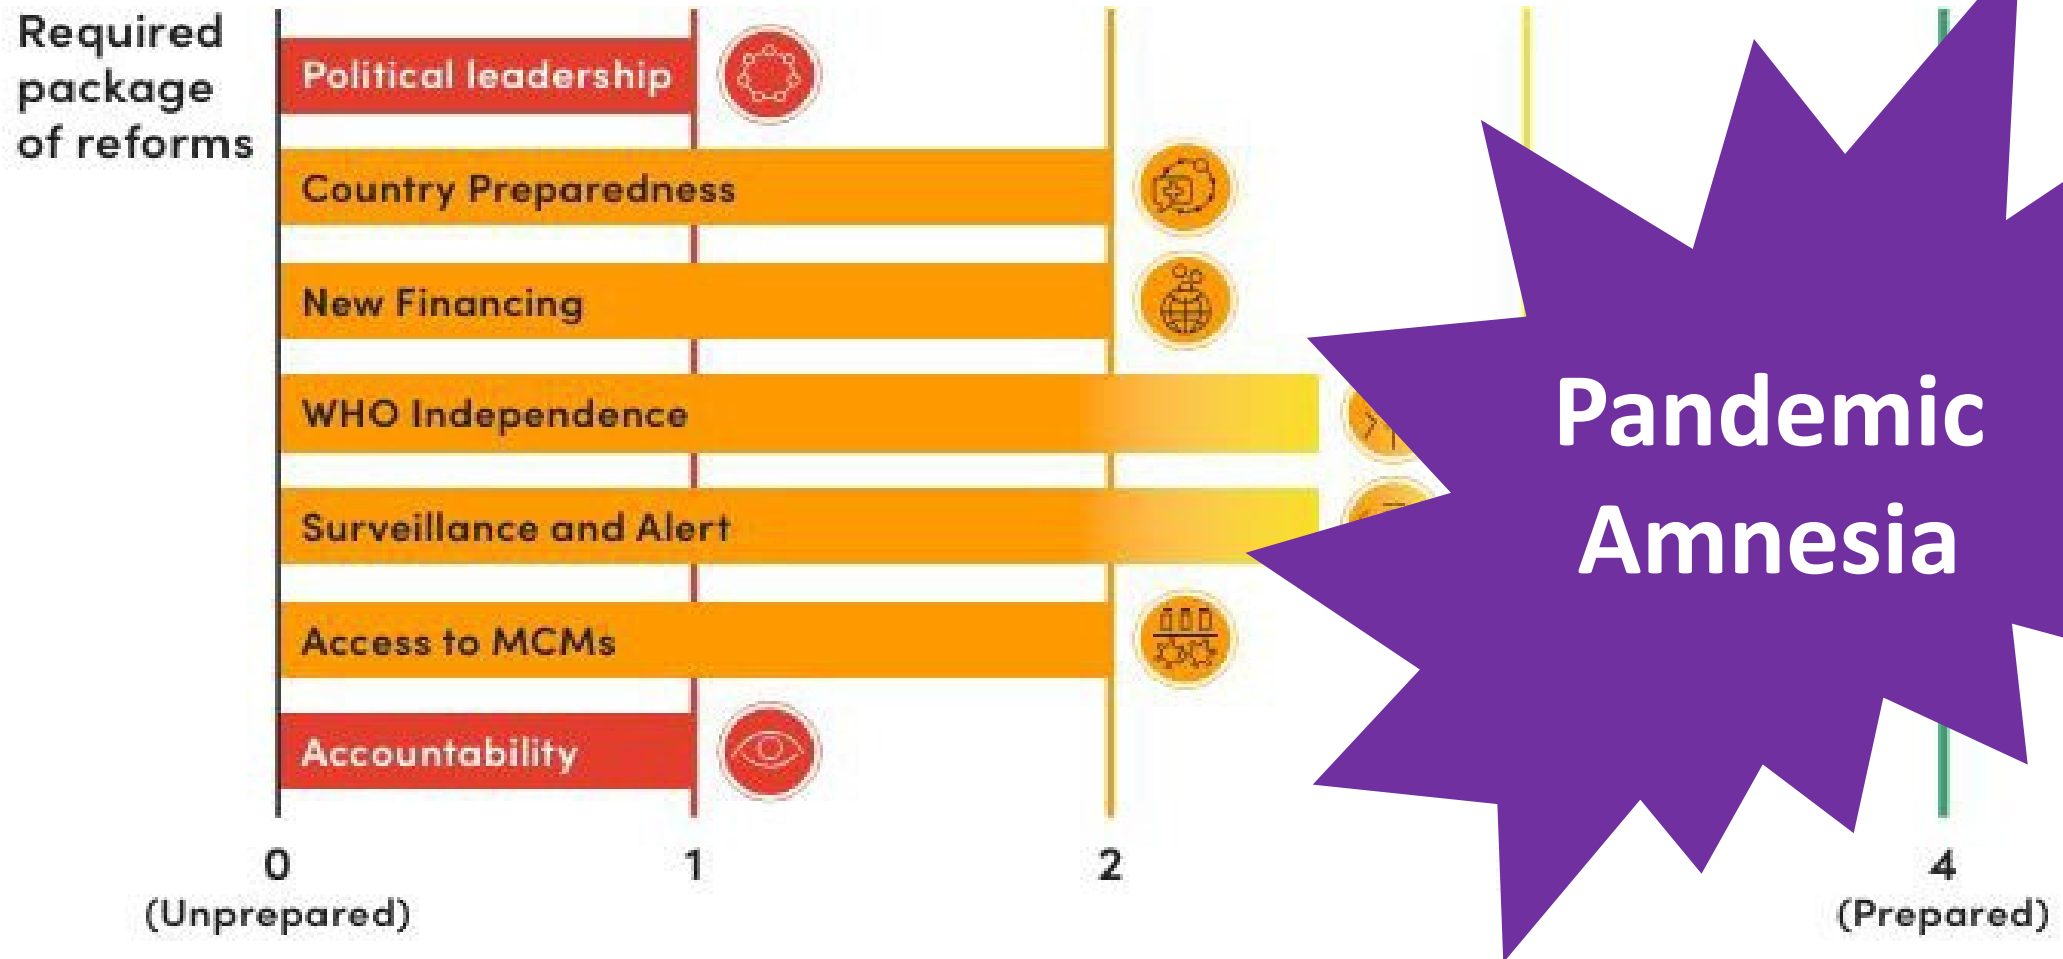 Required
package
of reforms
Political leadership
Country Preparedness
New Financing
WHO Independence
Surveillance and Alert
Access to MCMs
Accountability
Pandemic
Amnesia
0
1
2
4
(Unprepared)
(Prepared)